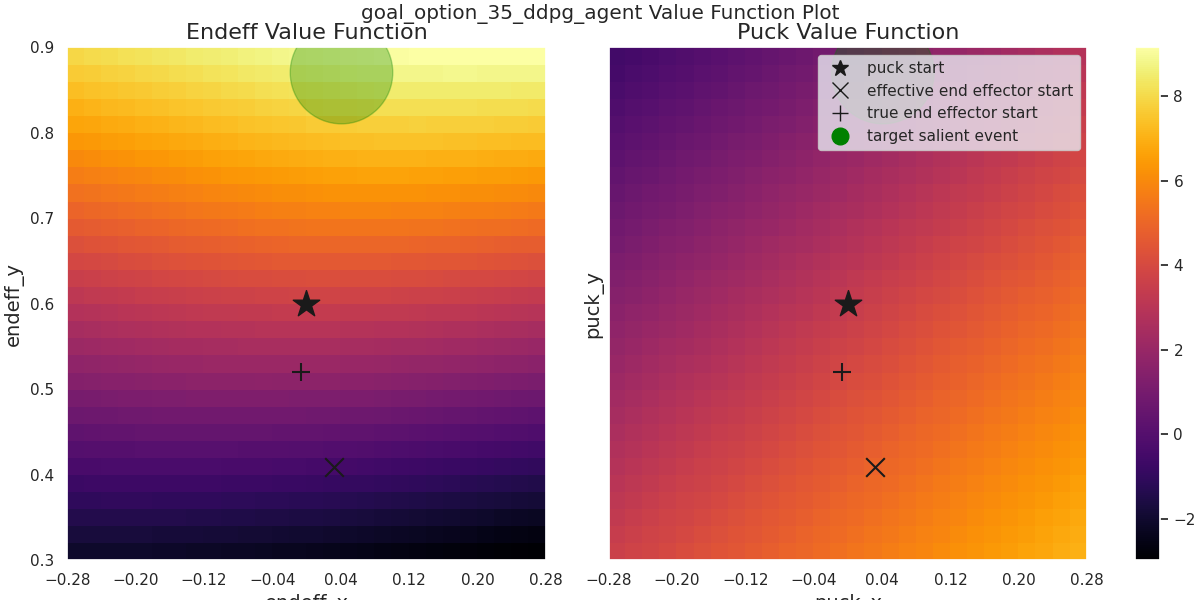 goal_option_35_ddpg_agent Value Function Plot
Endeff Value Function
Puck Value Function
0.9
0.8
0.7
0.6
0.5
0.4
0.3
endeff_y
−0.28 −0.20 −0.12 −0.04 0.04 0.12 0.20 0.28
endeff_x
puck_y
puck start
effective end effector start
true end effector start
target salient event
−0.28 −0.20 −0.12 −0.04 0.04 0.12 0.20 0.28
puck_x
8
6
4
2
0
−2